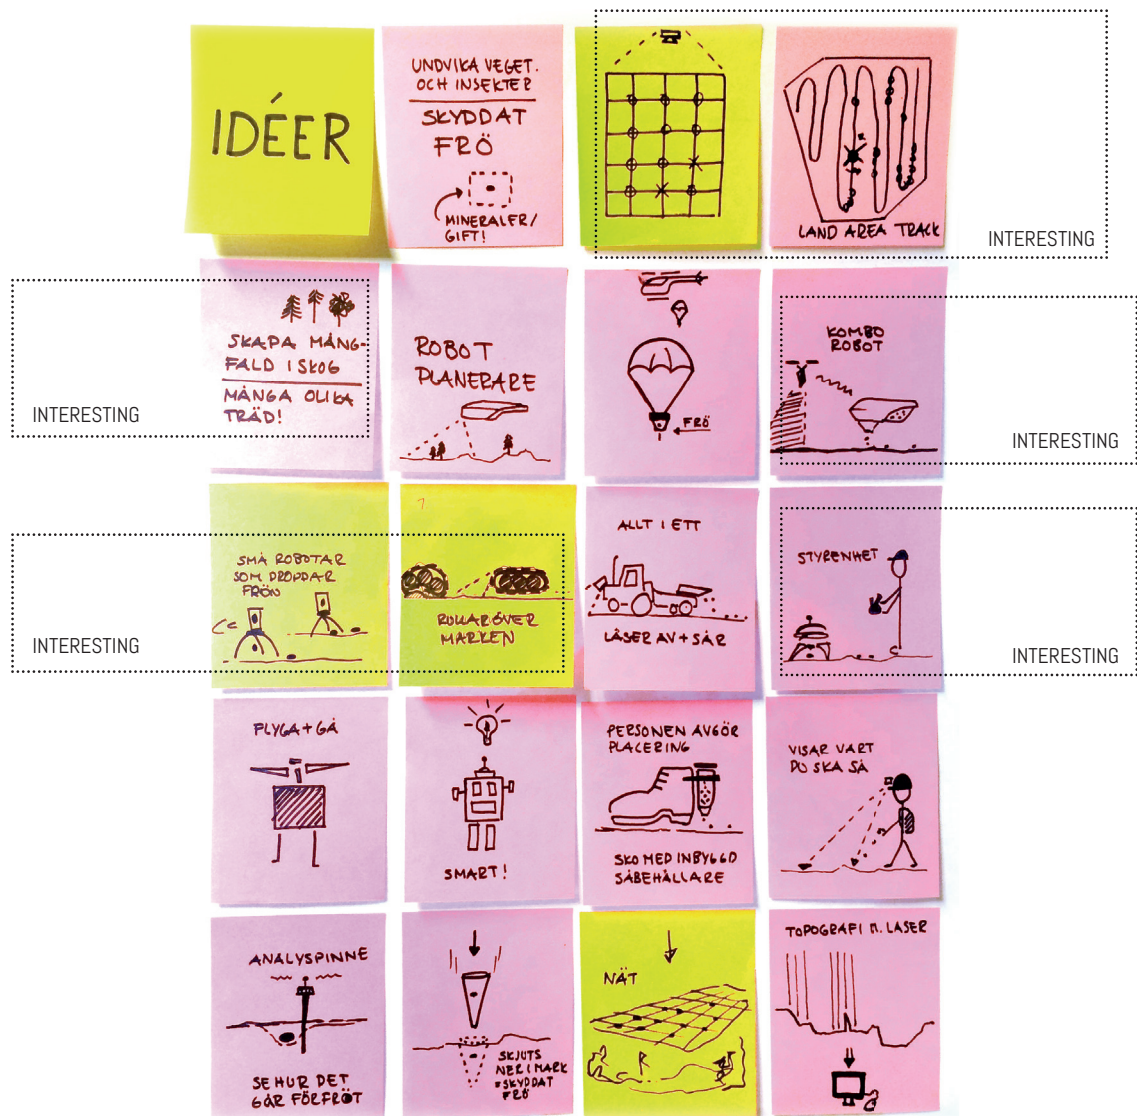 IDÉER
UNDVIKA VEGET.
OCH INSEKTER
SKYDDAT
FRÖ
MINERALER/
GIFT!
LAND AREA TRACK
INTERESTING
SKAPA MÅNG-
FALD I SKOG
MÅNGA OLIKA
TRÄD!
INTERESTING
ROBOT
PLANERARE
FRÖ
KOMBO
ROBOT
INTERESTING
SMÅ ROBOTAR
SOM DROPPAR
FRÖN
INTERESTING
RULLAR ÖVER
MARKEN
ALLT I ETT
LÄSER AV + SÅR
STYRENHET
INTERESTING
FLYGA + GÅ
SMART!
PERSONEN AVGÖR
PLACERING
SKO MED INBYGGD
SÅBEHÅLLARE
VISAR VART
DU SKA SÅ
ANALYSPINNE
SE HUR DET
GÅR FÖR FRÖT
SKJUTS
NER I MARK
=SKYDDAT
FRÖ
NÄT
TOPOGRAFI M. LASER